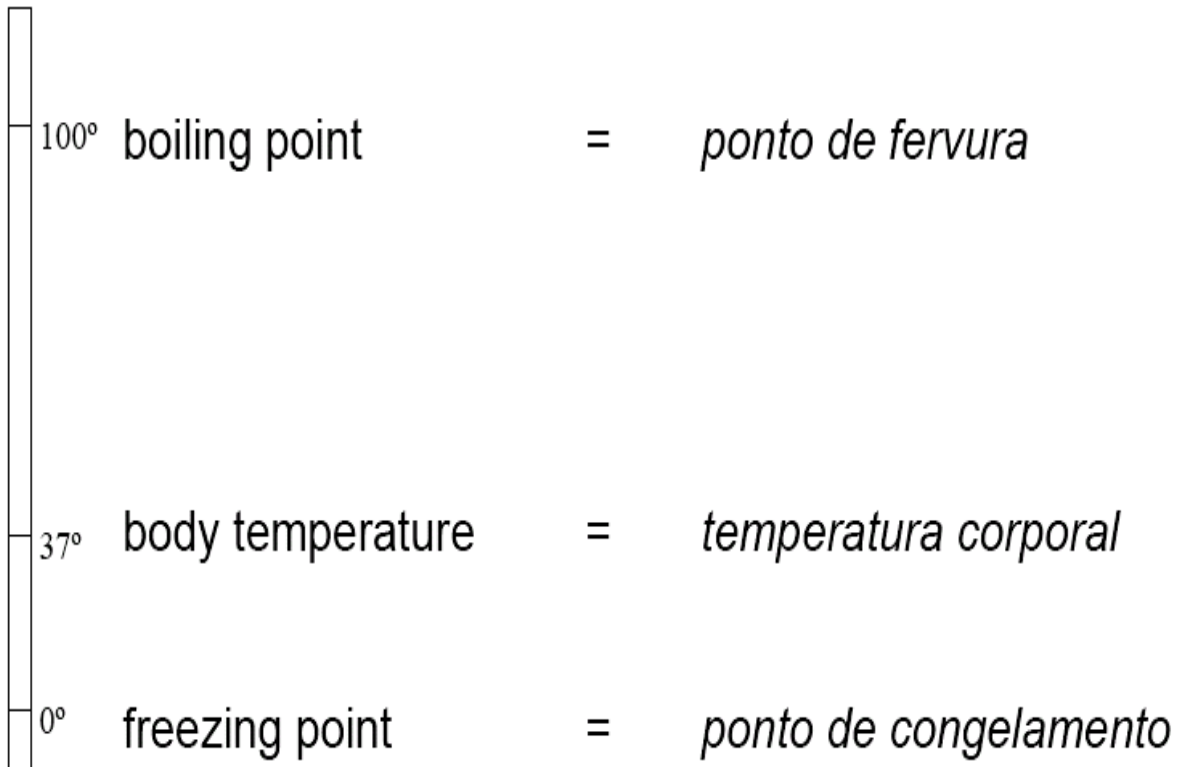 100º boiling point = ponto de fervura
37º body temperature = temperatura corporal
0º freezing point = ponto de congelamento